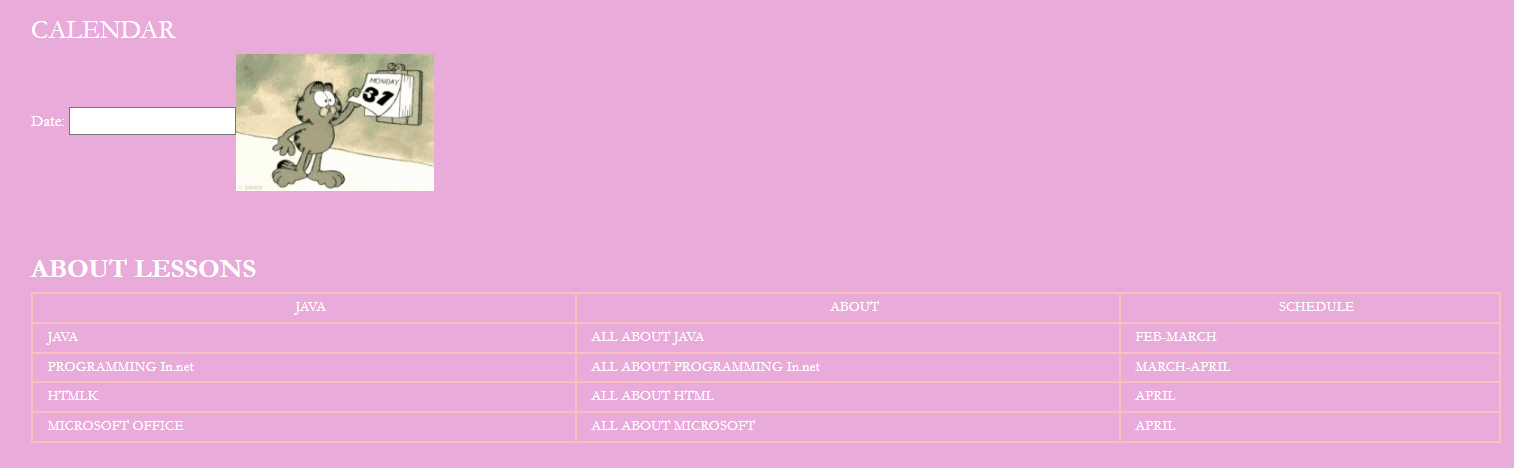 CALENDAR
MONDAY
31
Date:
ABOUT LESSONS
JAVA ABOUT SCHEDULE
JAVA ALL ABOUT JAVA FEB-MARCH
PROGRAMMING In.net ALL ABOUT PROGRAMMING In.net MARCH-APRIL
HTMLK ALL ABOUT HTML APRIL
MICROSOFT OFFICE ALL ABOUT MICROSOFT APRIL